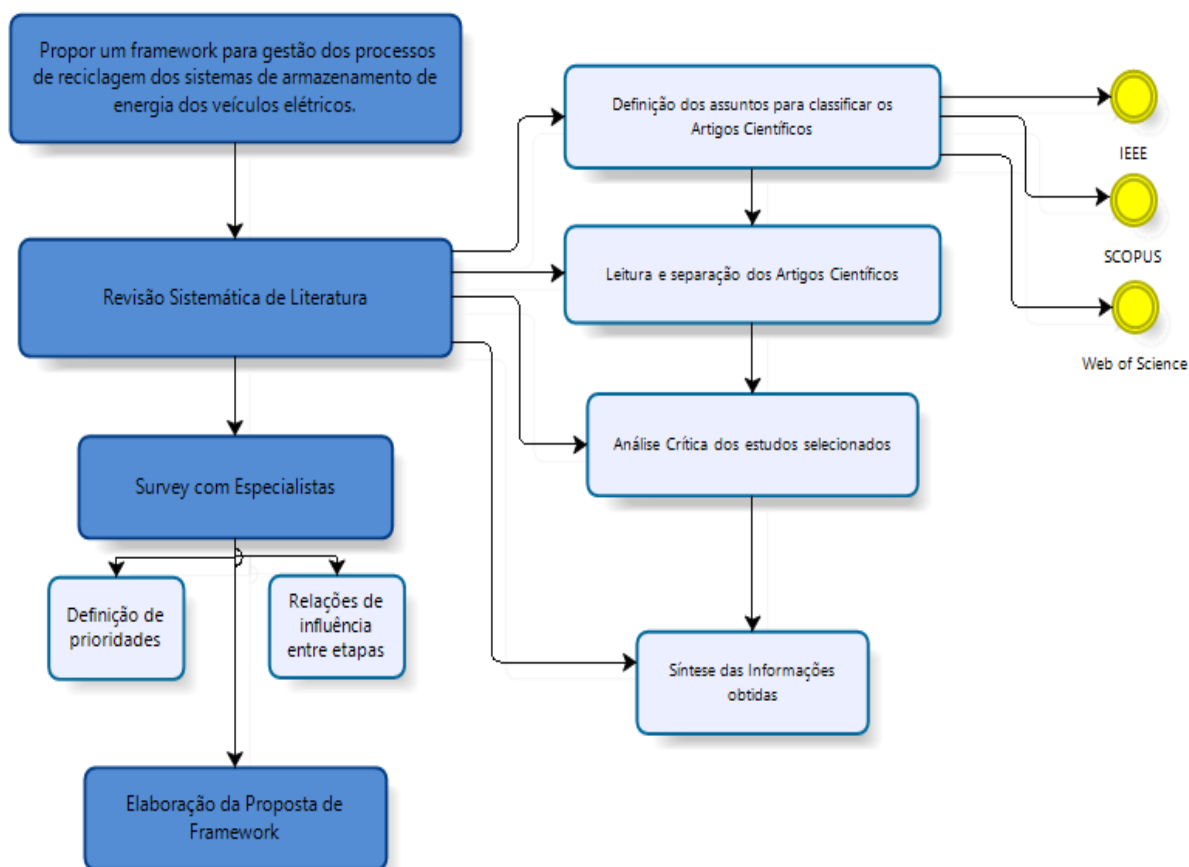 Propor um framework para gestão dos processos
de reciclagem dos sistemas de armazenamento de
energia dos veículos elétricos.
Definição dos assuntos para classificar os
Artigos Científicos
IEEE
SCOPUS
Web of Science
Revisão Sistemática de Literatura
Leitura e separação dos Artigos Científicos
Análise Crítica dos estudos selecionados
Síntese das Informações
obtidas
Survey com Especialistas
Definição de
prioridades
Relações de
influência
entre etapas
Elaboração da Proposta de
Framework